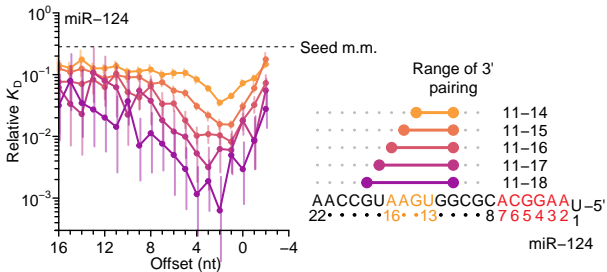 miR−124
10⁰
10⁻¹
10⁻²
10⁻³
Relative K_D
Seed m.m.
16 12 8 4 0 −4
Offset (nt)
Range of 3'
pairing
11−14
11−15
11−16
11−17
11−18
AACCGUAAGUGGCGCACGGAAU−5'
22 16 13 8 7 6 5 4 3 2 1
miR−124